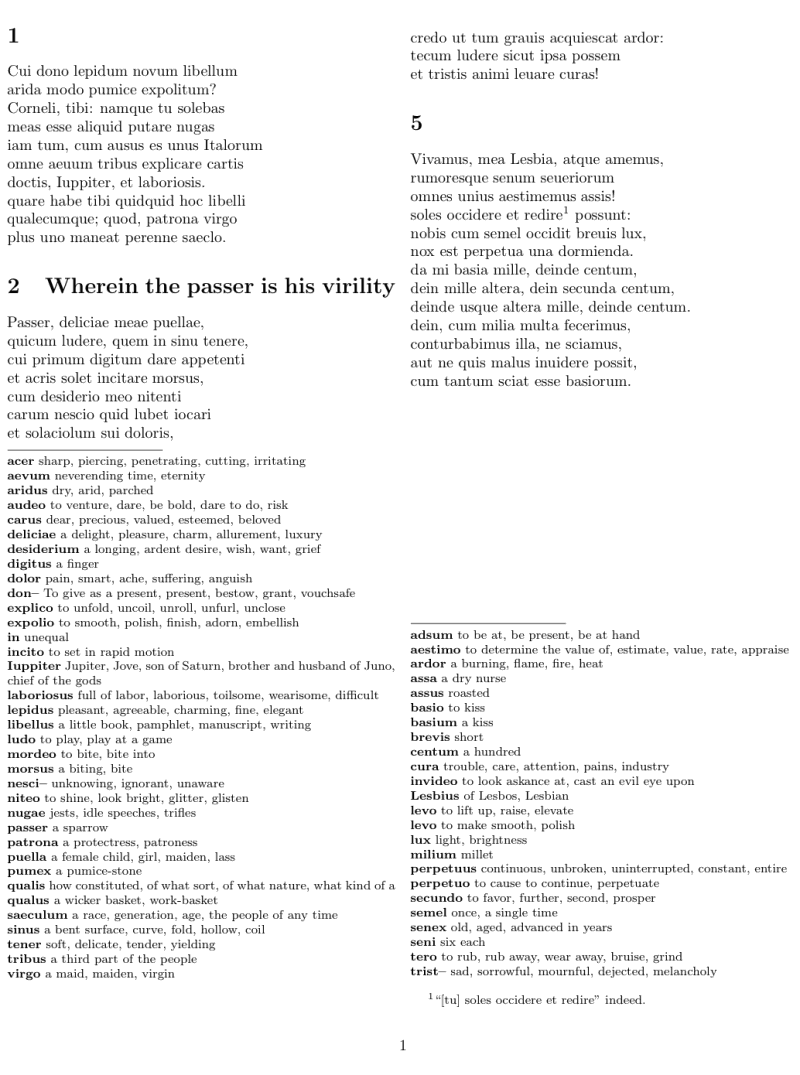 1
Cui dono lepidum novum libellum
arida modo pumice expolitum?
Corneli, tibi: namque tu solebas
meas esse aliquid putare nugas
iam tum, cum ausus es unus Italorum
omne aeuum tribus explicare cartis
doctis, Iuppiter, et laboriosis.
quare habe tibi quidquid hoc libelli
qualecumque; quod, patrona virgo
plus uno maneat perenne saeclo.
2 Wherein the passer is his virility
Passer, deliciae meae puellae,
quicum ludere, quem in sinu tenere,
cui primum digitum dare appetenti
et acris solet incitare morsus,
cum desiderio meo nitenti
carum nescio quid lubet iocari
et solaciolum sui doloris,
acer sharp, piercing, penetrating, cutting, irritating
aevum neverending time, eternity
aridus dry, arid, parched
audeo to venture, dare, be bold, dare to do, risk
carus dear, precious, valued, esteemed, beloved
deliciae a delight, pleasure, charm, allurement, luxury
desiderium a longing, ardent desire, wish, want, grief
digitus a finger
dolor pain, smart, ache, suffering, anguish
don– To give as a present, present, bestow, grant, vouchsafe
explico to unfold, uncoil, unroll, unfurl, unclose
expolio to smooth, polish, finish, adorn, embellish
in unequal
incito to set in rapid motion
Iuppiter Jupiter, Jove, son of Saturn, brother and husband of Juno,
chief of the gods
laboriosus full of labor, laborious, toilsome, wearisome, difficult
lepidus pleasant, agreeable, charming, fine, elegant
libellus a little book, pamphlet, manuscript, writing
ludo to play, play at a game
mordeo to bite, bite into
morsus a biting, bite
nesci– unknowing, ignorant, unaware
niteo to shine, look bright, glitter, glisten
nugae jests, idle speeches, trifles
passer a sparrow
patrona a protectress, patroness
puella a female child, girl, maiden, lass
pumex a pumice-stone
qualis how constituted, of what sort, of what nature, what kind of a
qualus a wicker basket, work-basket
saeculum a race, generation, age, the people of any time
sinus a bent surface, curve, fold, hollow, coil
tener soft, delicate, tender, yielding
tribus a third part of the people
virgo a maid, maiden, virgin
credo ut tum grauis acquiescat ardor:
tecum ludere sicut ipsa possem
et tristis animi leuare curas!
5
Vivamus, mea Lesbia, atque amemus,
rumoresque senum seueriorum
omnes unius aestimemus assis!
soles occidere et redire¹ possunt:
nobis cum semel occidit breuis lux,
nox est perpetua una dormienda.
da mi basia mille, deinde centum,
dein mille altera, dein secunda centum,
deinde usque altera mille, deinde centum.
dein, cum milia multa fecerimus,
conturbabimus illa, ne sciamus,
aut ne quis malus inuidere possit,
cum tantum sciat esse basiorum.
adsum to be at, be present, be at hand
aestimo to determine the value of, estimate, value, rate, appraise
ardor a burning, flame, fire, heat
assa a dry nurse
assus roasted
basio to kiss
basium a kiss
brevis short
centum a hundred
cura trouble, care, attention, pains, industry
invideo to look askance at, cast an evil eye upon
Lesbius of Lesbos, Lesbian
levo to lift up, raise, elevate
levo to make smooth, polish
lux light, brightness
milium millet
perpetuus continuous, unbroken, uninterrupted, constant, entire
perpetuo to cause to continue, perpetuate
secundo to favor, further, second, prosper
semel once, a single time
senex old, aged, advanced in years
seni six each
tero to rub, rub away, wear away, bruise, grind
trist– sad, sorrowful, mournful, dejected, melancholy
¹ “[tu] soles occidere et redire” indeed.
1